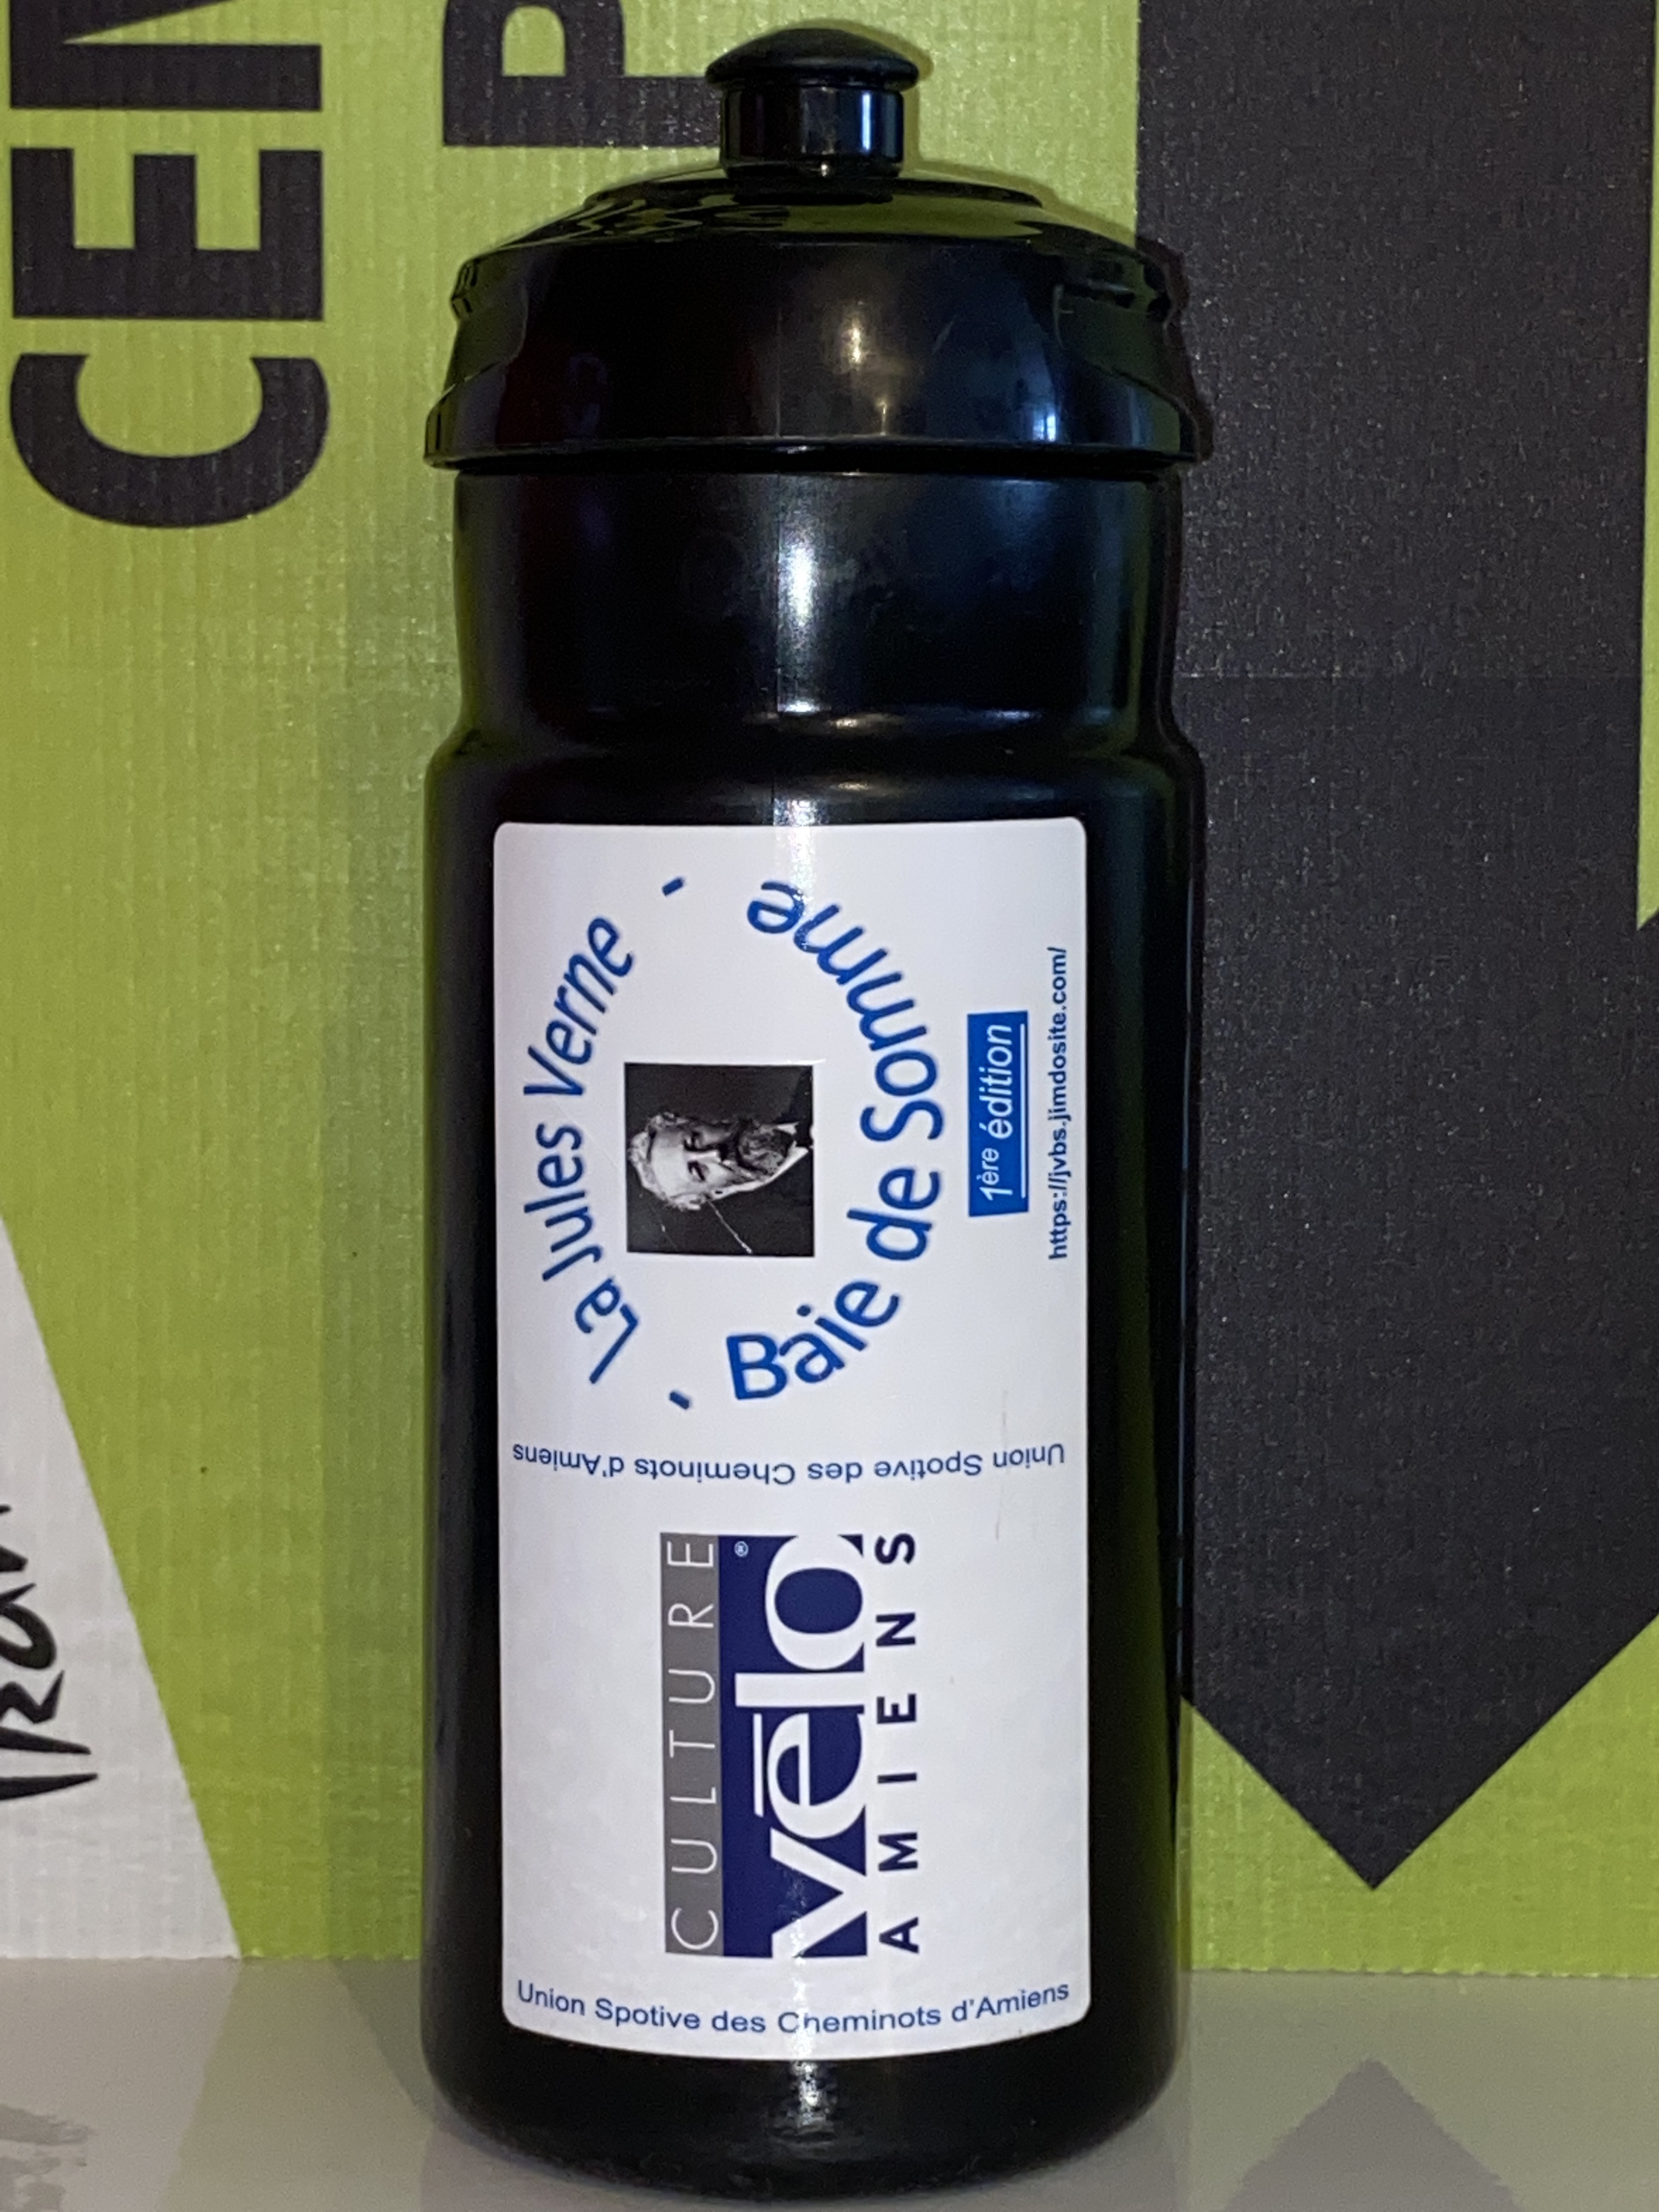 La Jules Verne -
Baie de Somme -
1ère édition
https://jvbs.jimdosite.com/
Union Spotive des Cheminots d'Amiens
CULTURE
vélo
®
AMIENS
Union Spotive des Cheminots d'Amiens
CEN
P